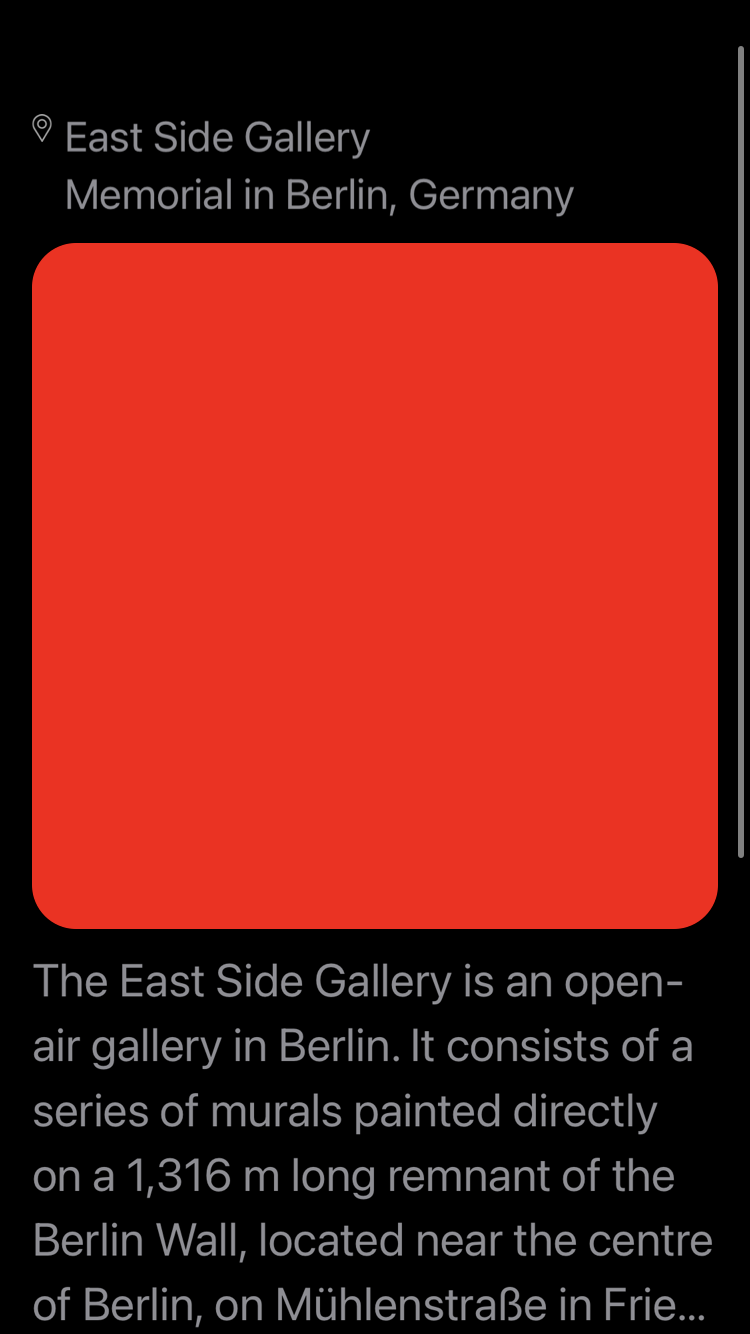 East Side Gallery
Memorial in Berlin, Germany
The East Side Gallery is an open-
air gallery in Berlin. It consists of a
series of murals painted directly
on a 1,316 m long remnant of the
Berlin Wall, located near the centre
of Berlin, on Mühlenstraße in Frie...